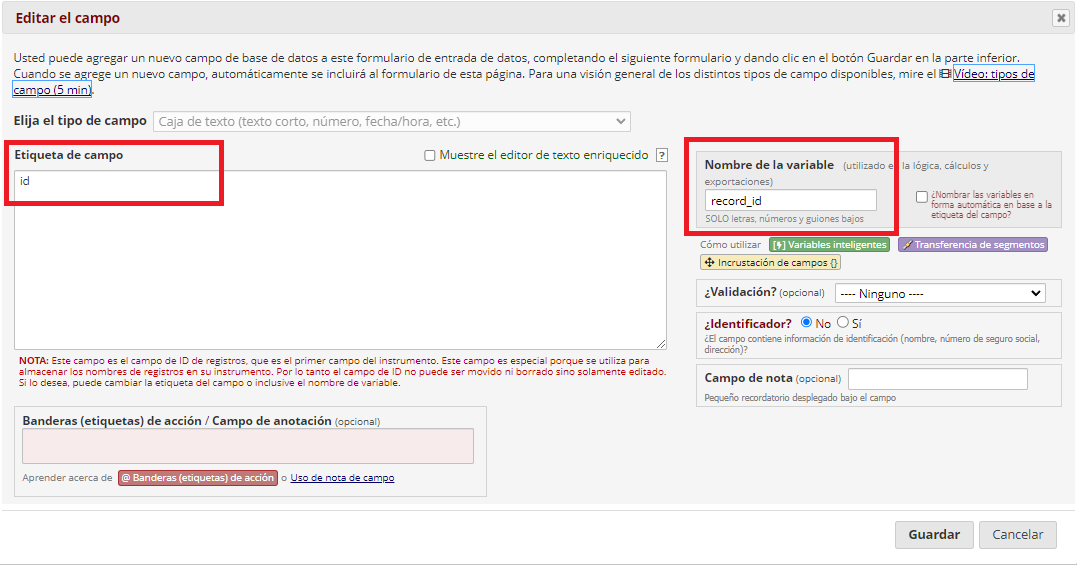 Editar el campo
Usted puede agregar un nuevo campo de base de datos a este formulario de entrada de datos, completando el siguiente formulario y dando clic en el botón Guardar en la parte inferior.
Cuando se agrege un nuevo campo, automáticamente se incluirá al formulario de esta página. Para una visión general de los distintos tipos de campo disponibles, mire el Vídeo: tipos de
campo (5 min).
Elija el tipo de campo Caja de texto (texto corto, número, fecha/hora, etc.)
Etiqueta de campo
Muestre el editor de texto enriquecido ?
id
NOTA: Este campo es el campo de ID de registros, que es el primer campo del instrumento. Este campo es especial porque se utiliza para
almacenar los nombres de registros en su instrumento. Por lo tanto el campo de ID no puede ser movido ni borrado sino solamente editado.
Si lo desea, puede cambiar la etiqueta del campo o inclusive el nombre de variable.
Banderas (etiquetas) de acción / Campo de anotación (opcional)
Aprender acerca de @ Banderas (etiquetas) de acción o Uso de nota de campo
Nombre de la variable (utilizado en la lógica, cálculos y
exportaciones)
record_id
SOLO letras, números y guiones bajos
¿Nombrar las variables en
forma automática en base a la
etiqueta del campo?
Cómo utilizar [⚡] Variables inteligentes Transferencia de segmentos
Incrustación de campos {}
¿Validación? (opcional) ---- Ninguno ----
¿Identificador? No Sí
¿El campo contiene información de identificación (nombre, número de seguro social,
dirección)?
Campo de nota (opcional)
Pequeño recordatorio desplegado bajo el campo
Guardar Cancelar